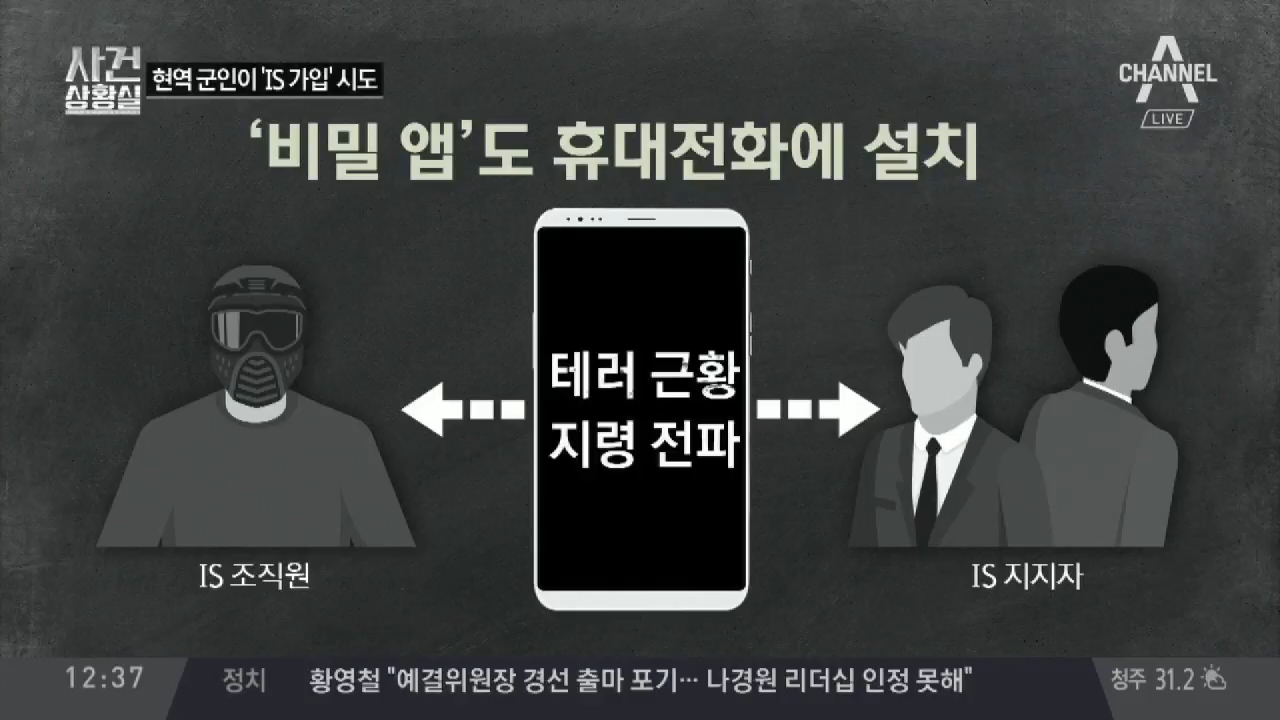 사건
상황실
현역 군인이 'IS 가입' 시도
CHANNEL A
LIVE
‘비밀 앱’도 휴대전화에 설치
테러 근황
지령 전파
IS 조직원
IS 지지자
12:37
정치
황영철 "예결위원장 경선 출마 포기… 나경원 리더십 인정 못해"
청주 31.2